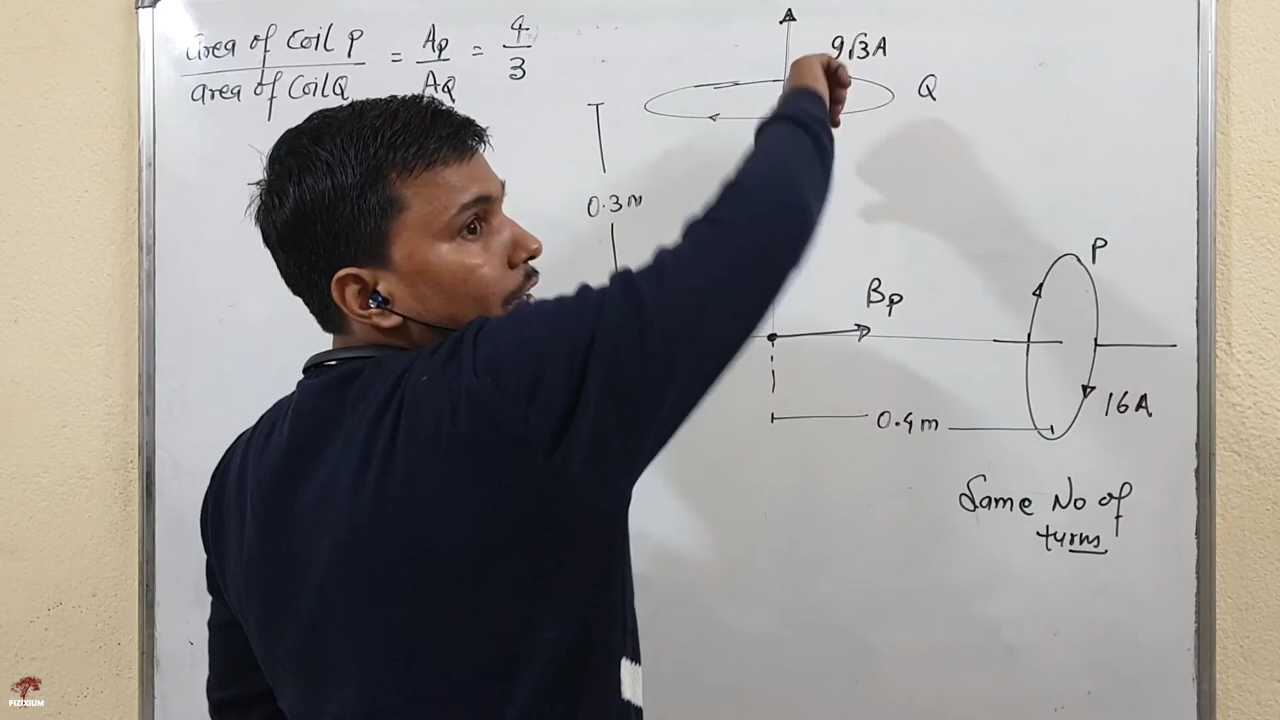 area of Coil P / area of Coil Q = Ap / AQ = 4 / 3
9√3A
Q
0.3m
P
Bp
16A
0.4m
Same No of
turns
FIZIXIUM